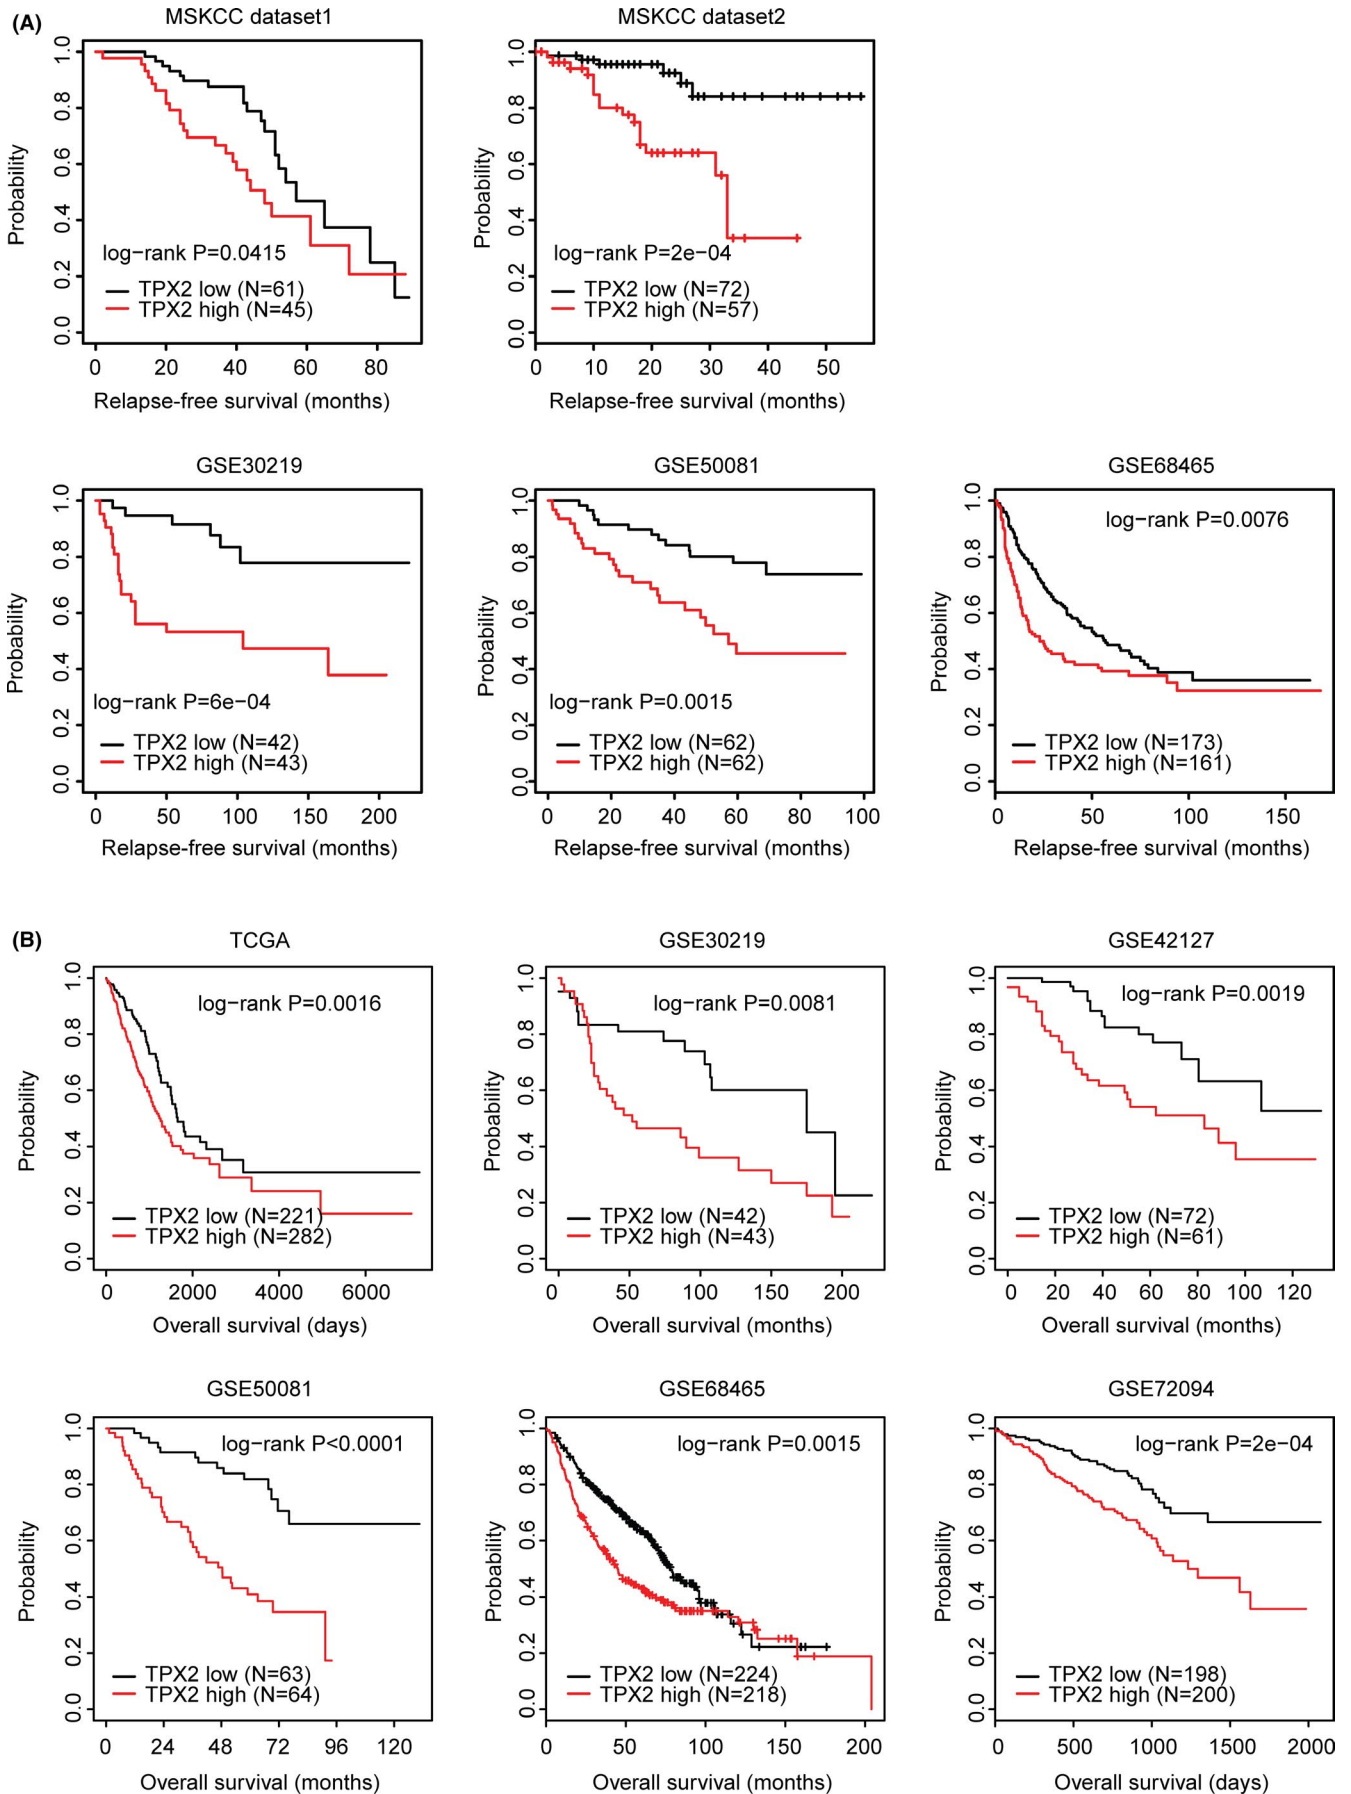 (A)
MSKCC dataset1
Probability
1.0
0.8
0.6
0.4
0.2
0.0
log−rank P=0.0415
TPX2 low (N=61)
TPX2 high (N=45)
0 20 40 60 80
Relapse-free survival (months)
MSKCC dataset2
Probability
1.0
0.8
0.6
0.4
0.2
0.0
log−rank P=2e−04
TPX2 low (N=72)
TPX2 high (N=57)
0 10 20 30 40 50
Relapse-free survival (months)
GSE30219
Probability
1.0
0.8
0.6
0.4
0.2
0.0
log−rank P=6e−04
TPX2 low (N=42)
TPX2 high (N=43)
0 50 100 150 200
Relapse-free survival (months)
GSE50081
Probability
1.0
0.8
0.6
0.4
0.2
0.0
log−rank P=0.0015
TPX2 low (N=62)
TPX2 high (N=62)
0 20 40 60 80 100
Relapse-free survival (months)
GSE68465
Probability
1.0
0.8
0.6
0.4
0.2
0.0
log−rank P=0.0076
TPX2 low (N=173)
TPX2 high (N=161)
0 50 100 150
Relapse-free survival (months)
(B)
TCGA
Probability
1.0
0.8
0.6
0.4
0.2
0.0
log−rank P=0.0016
TPX2 low (N=221)
TPX2 high (N=282)
0 2000 4000 6000
Overall survival (days)
GSE30219
Probability
1.0
0.8
0.6
0.4
0.2
0.0
log−rank P=0.0081
TPX2 low (N=42)
TPX2 high (N=43)
0 50 100 150 200
Overall survival (months)
GSE42127
Probability
1.0
0.8
0.6
0.4
0.2
0.0
log−rank P=0.0019
TPX2 low (N=72)
TPX2 high (N=61)
0 20 40 60 80 100 120
Overall survival (months)
GSE50081
Probability
1.0
0.8
0.6
0.4
0.2
0.0
log−rank P<0.0001
TPX2 low (N=63)
TPX2 high (N=64)
0 24 48 72 96 120
Overall survival (months)
GSE68465
Probability
1.0
0.8
0.6
0.4
0.2
0.0
log−rank P=0.0015
TPX2 low (N=224)
TPX2 high (N=218)
0 50 100 150 200
Overall survival (months)
GSE72094
Probability
1.0
0.8
0.6
0.4
0.2
0.0
log−rank P=2e−04
TPX2 low (N=198)
TPX2 high (N=200)
0 500 1000 1500 2000
Overall survival (days)